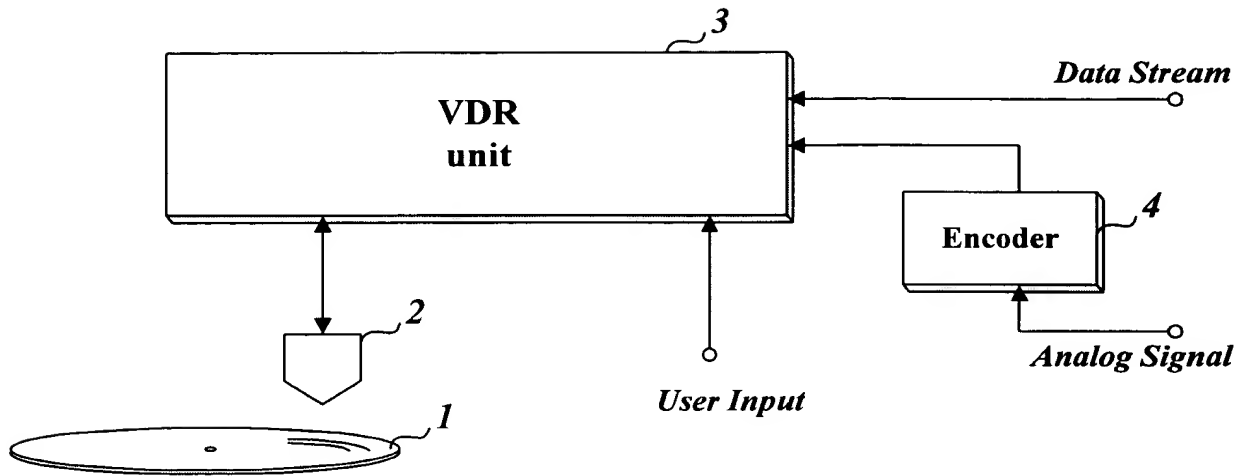 3
Data Stream
VDR
unit
4
Encoder
2
Analog Signal
User Input
1